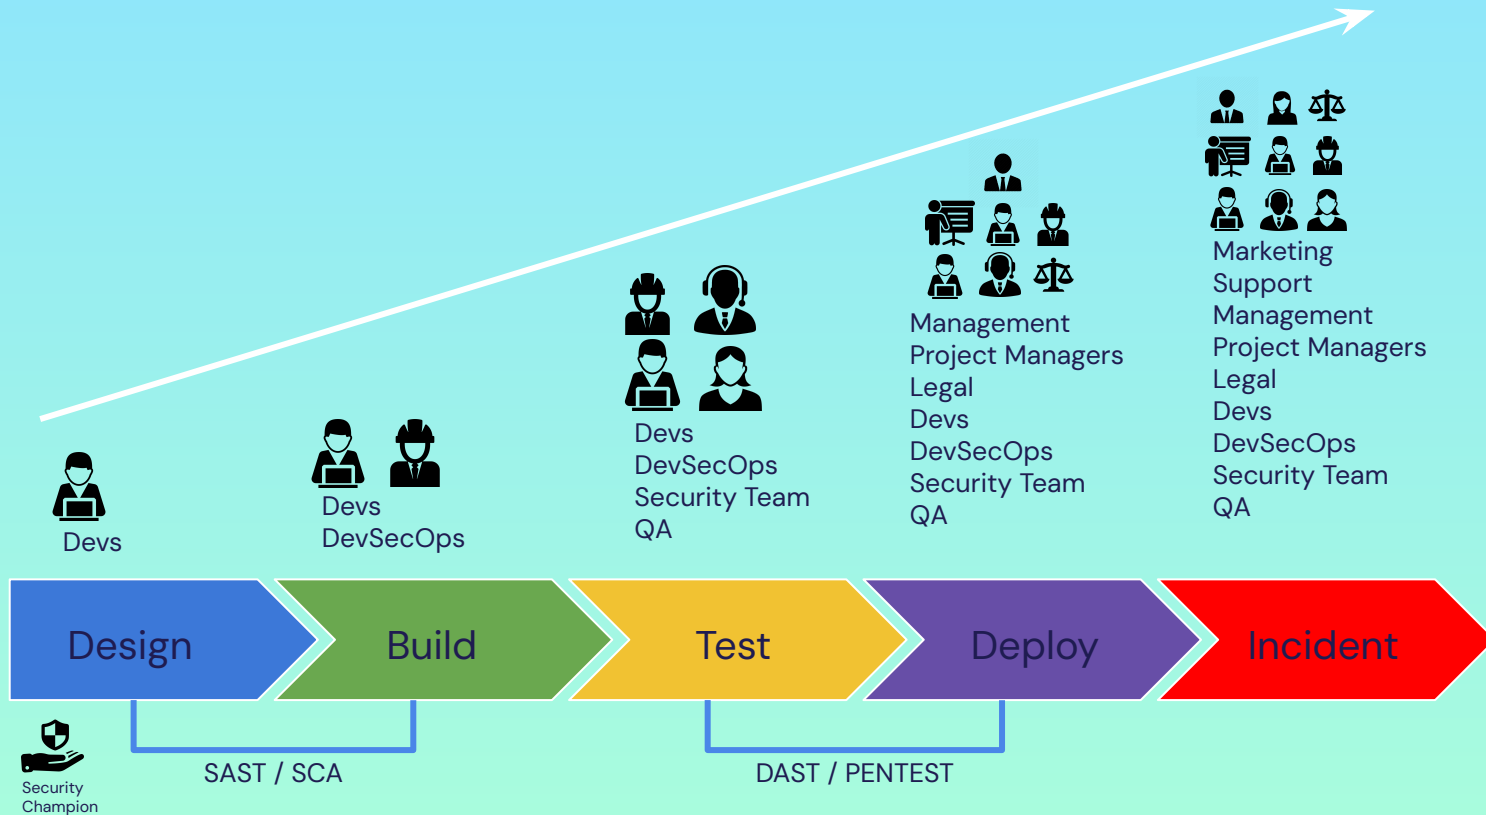 Devs
Devs
DevSecOps
Devs
DevSecOps
Security Team
QA
Management
Project Managers
Legal
Devs
DevSecOps
Security Team
QA
Marketing
Support
Management
Project Managers
Legal
Devs
DevSecOps
Security Team
QA
Design
Build
Test
Deploy
Incident
Security
Champion
SAST / SCA
DAST / PENTEST